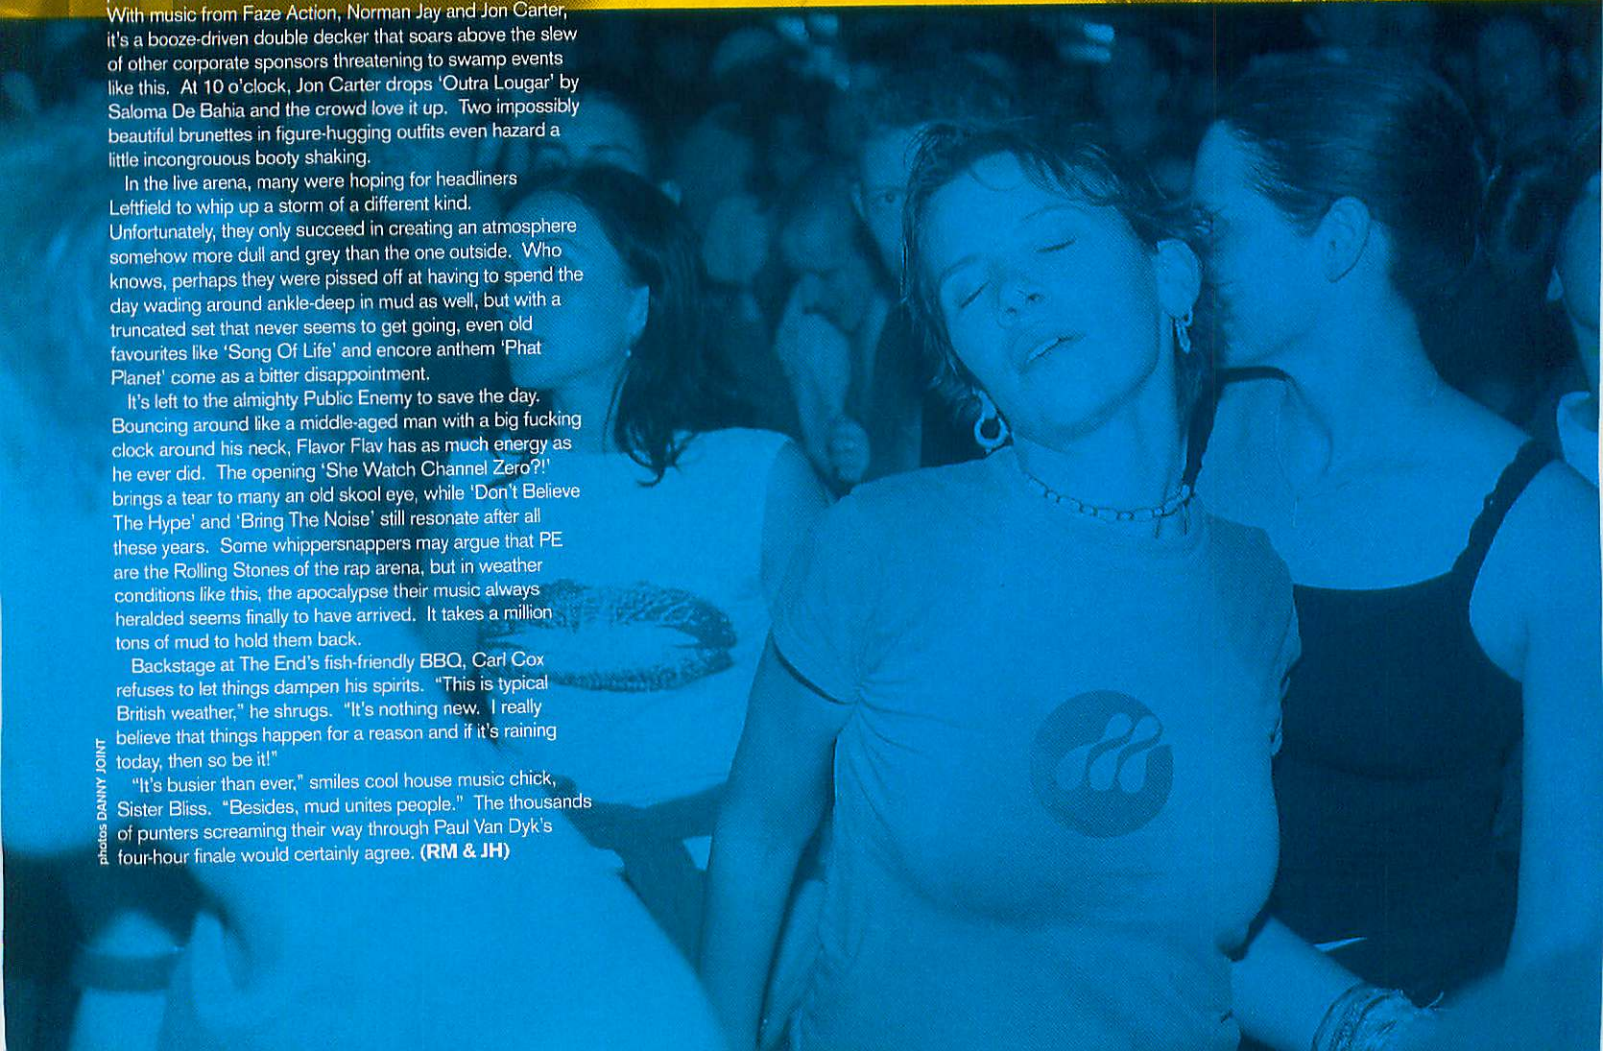 With music from Faze Action, Norman Jay and Jon Carter,
it's a booze-driven double decker that soars above the slew
of other corporate sponsors threatening to swamp events
like this.  At 10 o'clock, Jon Carter drops 'Outra Lougar' by
Saloma De Bahia and the crowd love it up.  Two impossibly
beautiful brunettes in figure-hugging outfits even hazard a
little incongrouous booty shaking.
In the live arena, many were hoping for headliners
Leftfield to whip up a storm of a different kind.
Unfortunately, they only succeed in creating an atmosphere
somehow more dull and grey than the one outside.  Who
knows, perhaps they were pissed off at having to spend the
day wading around ankle-deep in mud as well, but with a
truncated set that never seems to get going, even old
favourites like 'Song Of Life' and encore anthem 'Phat
Planet' come as a bitter disappointment.
It's left to the almighty Public Enemy to save the day.
Bouncing around like a middle-aged man with a big fucking
clock around his neck, Flavor Flav has as much energy as
he ever did.  The opening 'She Watch Channel Zero?!'
brings a tear to many an old skool eye, while 'Don't Believe
The Hype' and 'Bring The Noise' still resonate after all
these years.  Some whippersnappers may argue that PE
are the Rolling Stones of the rap arena, but in weather
conditions like this, the apocalypse their music always
heralded seems finally to have arrived.  It takes a million
tons of mud to hold them back.
Backstage at The End's fish-friendly BBQ, Carl Cox
refuses to let things dampen his spirits.  "This is typical
British weather," he shrugs.  "It's nothing new.  I really
believe that things happen for a reason and if it's raining
today, then so be it!"
"It's busier than ever," smiles cool house music chick,
Sister Bliss.  "Besides, mud unites people."  The thousands
of punters screaming their way through Paul Van Dyk's
four-hour finale would certainly agree. (RM & JH)
photos DANNY JOINT